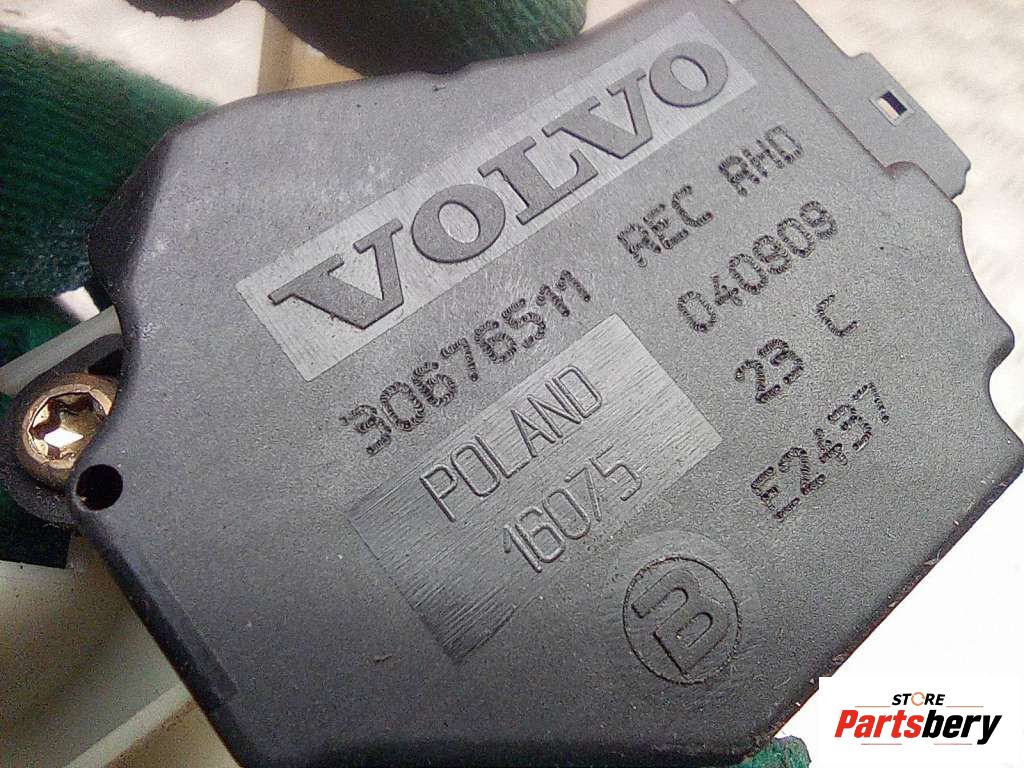 VOLVO
30676511 REC RHD
040909
23 C
E2437
POLAND
16075
B
STORE
Partsbery